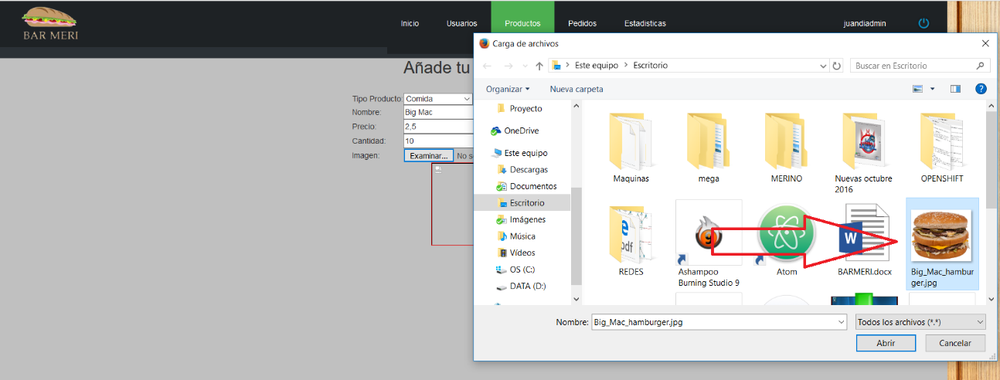 BAR MERI
Inicio
Usuarios
Productos
Pedidos
Estadisticas
juandiadmin
Añade tu
Tipo Producto:
Comida
Nombre:
Big Mac
Precio:
2,5
Cantidad:
10
Imagen:
Examinar...
No s
Carga de archivos
Este equipo
Escritorio
Buscar en Escritorio
Organizar
Nueva carpeta
?
Proyecto
OneDrive
Este equipo
Descargas
Documentos
Escritorio
Imágenes
Música
Vídeos
OS (C:)
DATA (D:)
Maquinas
mega
MERINO
Nuevas octubre
2016
OPENSHIFT
pdf
W
REDES
Ashampoo
Burning Studio 9
Atom
BARMERI.docx
Big_Mac_hambur
ger.jpg
Nombre:
Big_Mac_hamburger.jpg
Todos los archivos (*.*)
Abrir
Cancelar